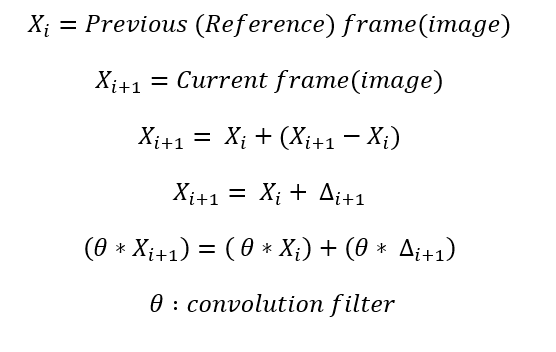 X_i = Previous (Reference) frame(image)
X_{i+1} = Current frame(image)
X_{i+1} = X_i + (X_{i+1} − X_i)
X_{i+1} = X_i + Δ_{i+1}
(θ * X_{i+1}) = ( θ * X_i) + (θ * Δ_{i+1})
θ : convolution filter